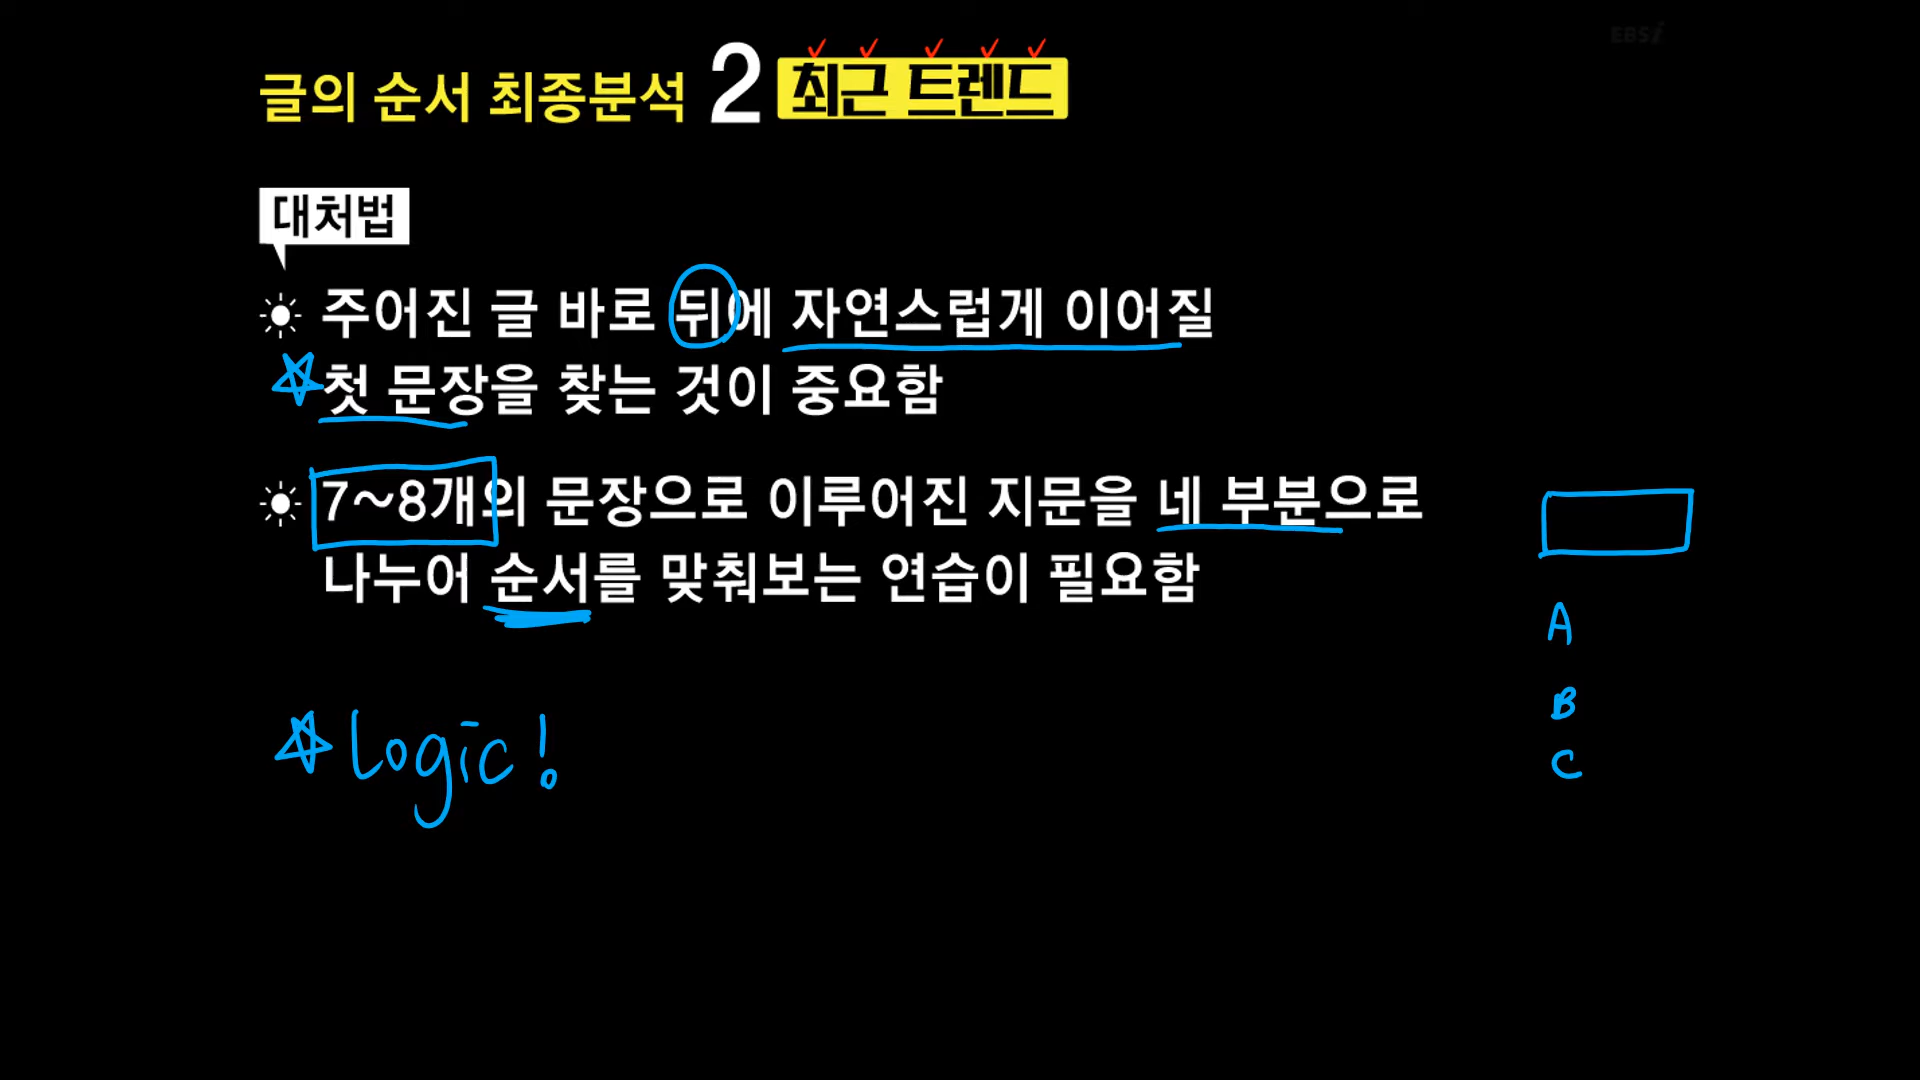 EBSi
글의 순서 최종분석 2 최근 트렌드
대처법
주어진 글 바로 뒤에 자연스럽게 이어질
첫 문장을 찾는 것이 중요함
7~8개의 문장으로 이루어진 지문을 네 부분으로
나누어 순서를 맞춰보는 연습이 필요함
A
B
C
Logic!